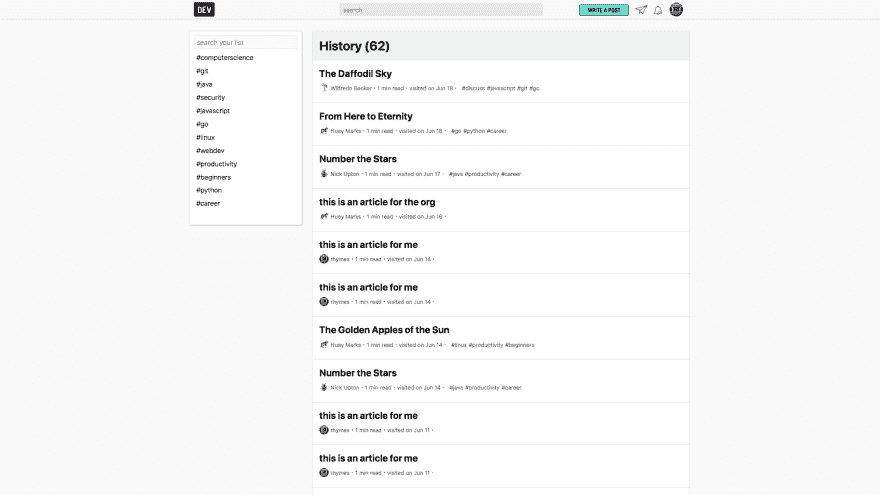 DEV
search
WRITE A POST
search your list
#computerscience
#git
#java
#security
#javascript
#go
#linux
#webdev
#productivity
#beginners
#python
#career
History (62)
The Daffodil Sky
Wilfredo Becker • 1 min read • visited on Jun 19 • #discuss #javascript #git #go
From Here to Eternity
Huey Marks • 1 min read • visited on Jun 18 • #go #python #career
Number the Stars
Nick Upton • 1 min read • visited on Jun 17 • #java #productivity #career
this is an article for the org
Huey Marks • 1 min read • visited on Jun 16 •
this is an article for me
rhymes • 1 min read • visited on Jun 14 •
this is an article for me
rhymes • 1 min read • visited on Jun 14 •
The Golden Apples of the Sun
Huey Marks • 1 min read • visited on Jun 14 • #linux #productivity #beginners
Number the Stars
Nick Upton • 1 min read • visited on Jun 14 • #java #productivity #career
this is an article for me
rhymes • 1 min read • visited on Jun 11 •
this is an article for me
rhymes • 1 min read • visited on Jun 11 •